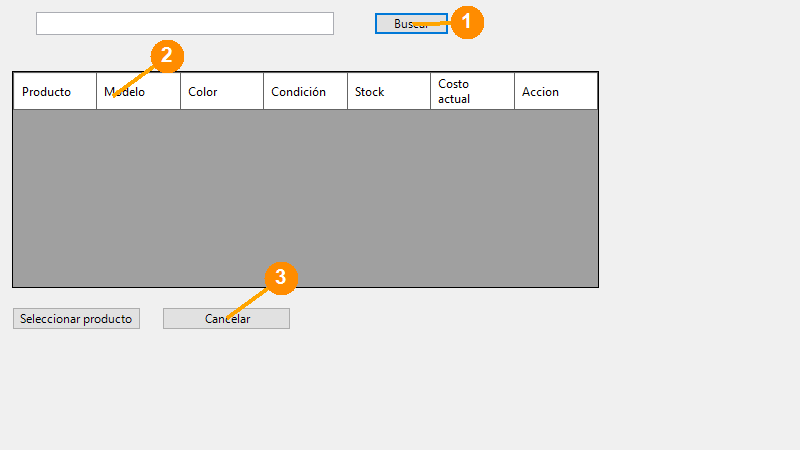 Buscar 1
2
Producto Modelo Color Condición Stock Costo actual Accion
3
Seleccionar producto Cancelar